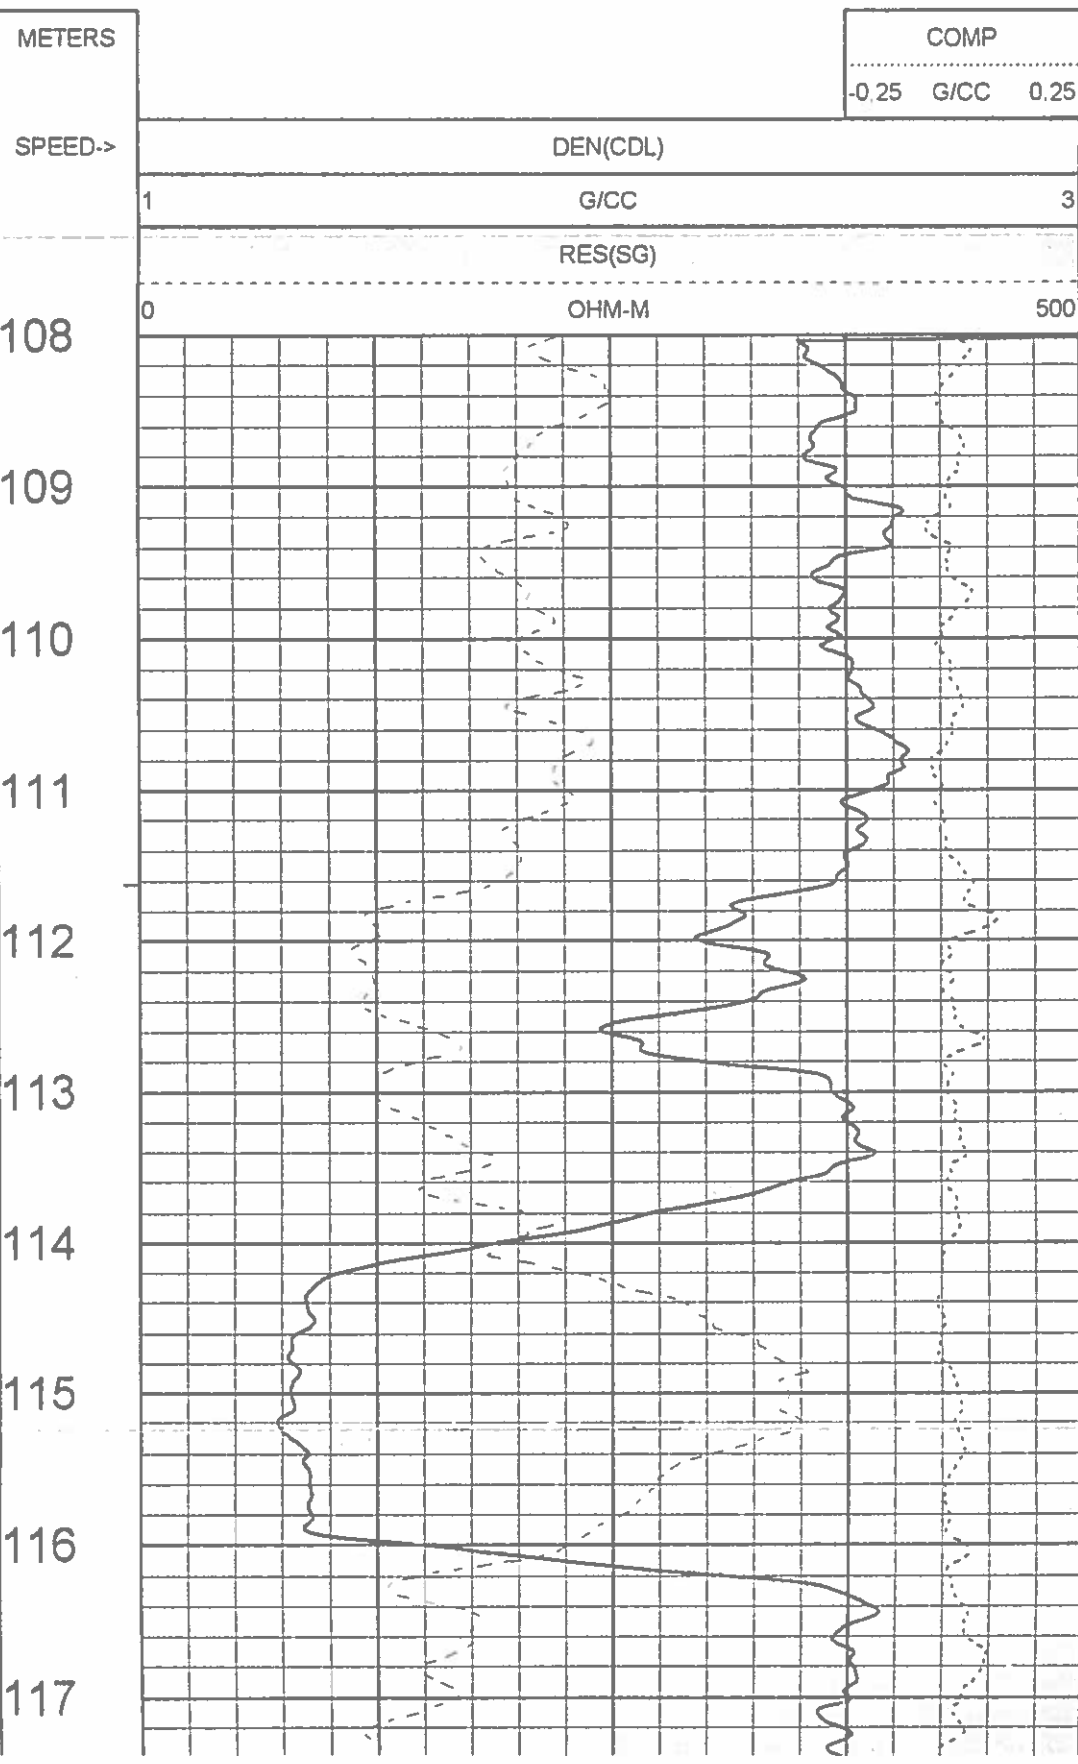 METERS
COMP
-0.25 G/CC 0.25
SPEED->
DEN(CDL)
1 G/CC 3
RES(SG)
0 OHM-M 500
108
109
110
111
112
113
114
115
116
117